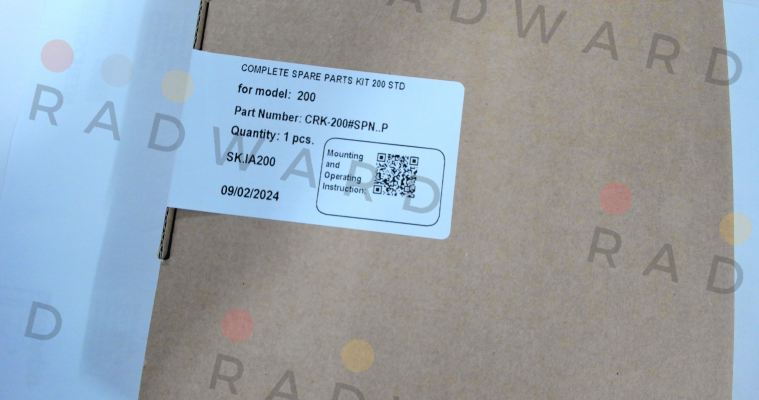 COMPLETE SPARE PARTS KIT 200 STD
for model: 200
Part Number: CRK-200#SPN..P
Quantity: 1 pcs.
SK.IA200
09/02/2024
Mounting
and
Operating
Instruction:
RADWARD
RADWARD
RAD
D
RADWARD